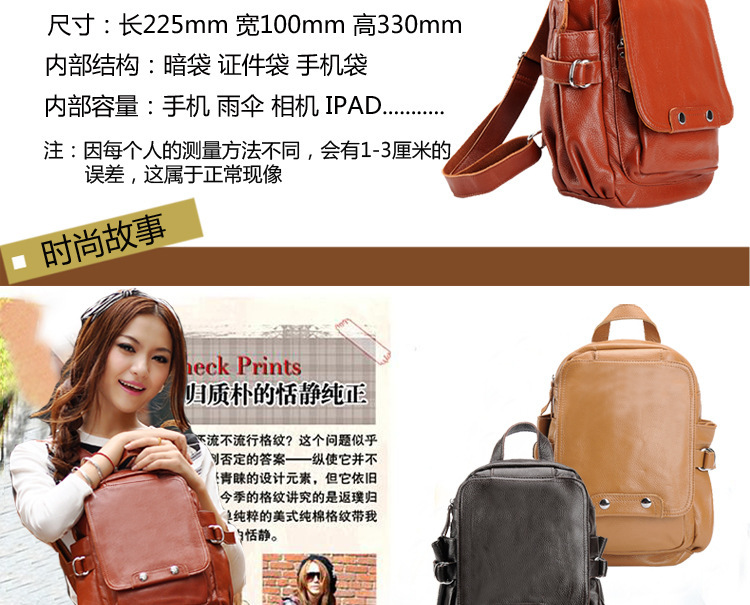 尺寸：长225mm 宽100mm 高330mm
内部结构：暗袋 证件袋 手机袋
内部容量：手机 雨伞 相机 IPAD...........
注：因每个人的测量方法不同，会有1-3厘米的
误差，这属于正常现像
时尚故事
heck Prints
归质朴的恬静纯正
不流行格纹？这个问题似乎
否定的答案——纵使它并不
青睐的设计元素，但它依旧
今季的格纹讲究的是返璞归
纯粹的美式纯棉格纹带我
的恬静。